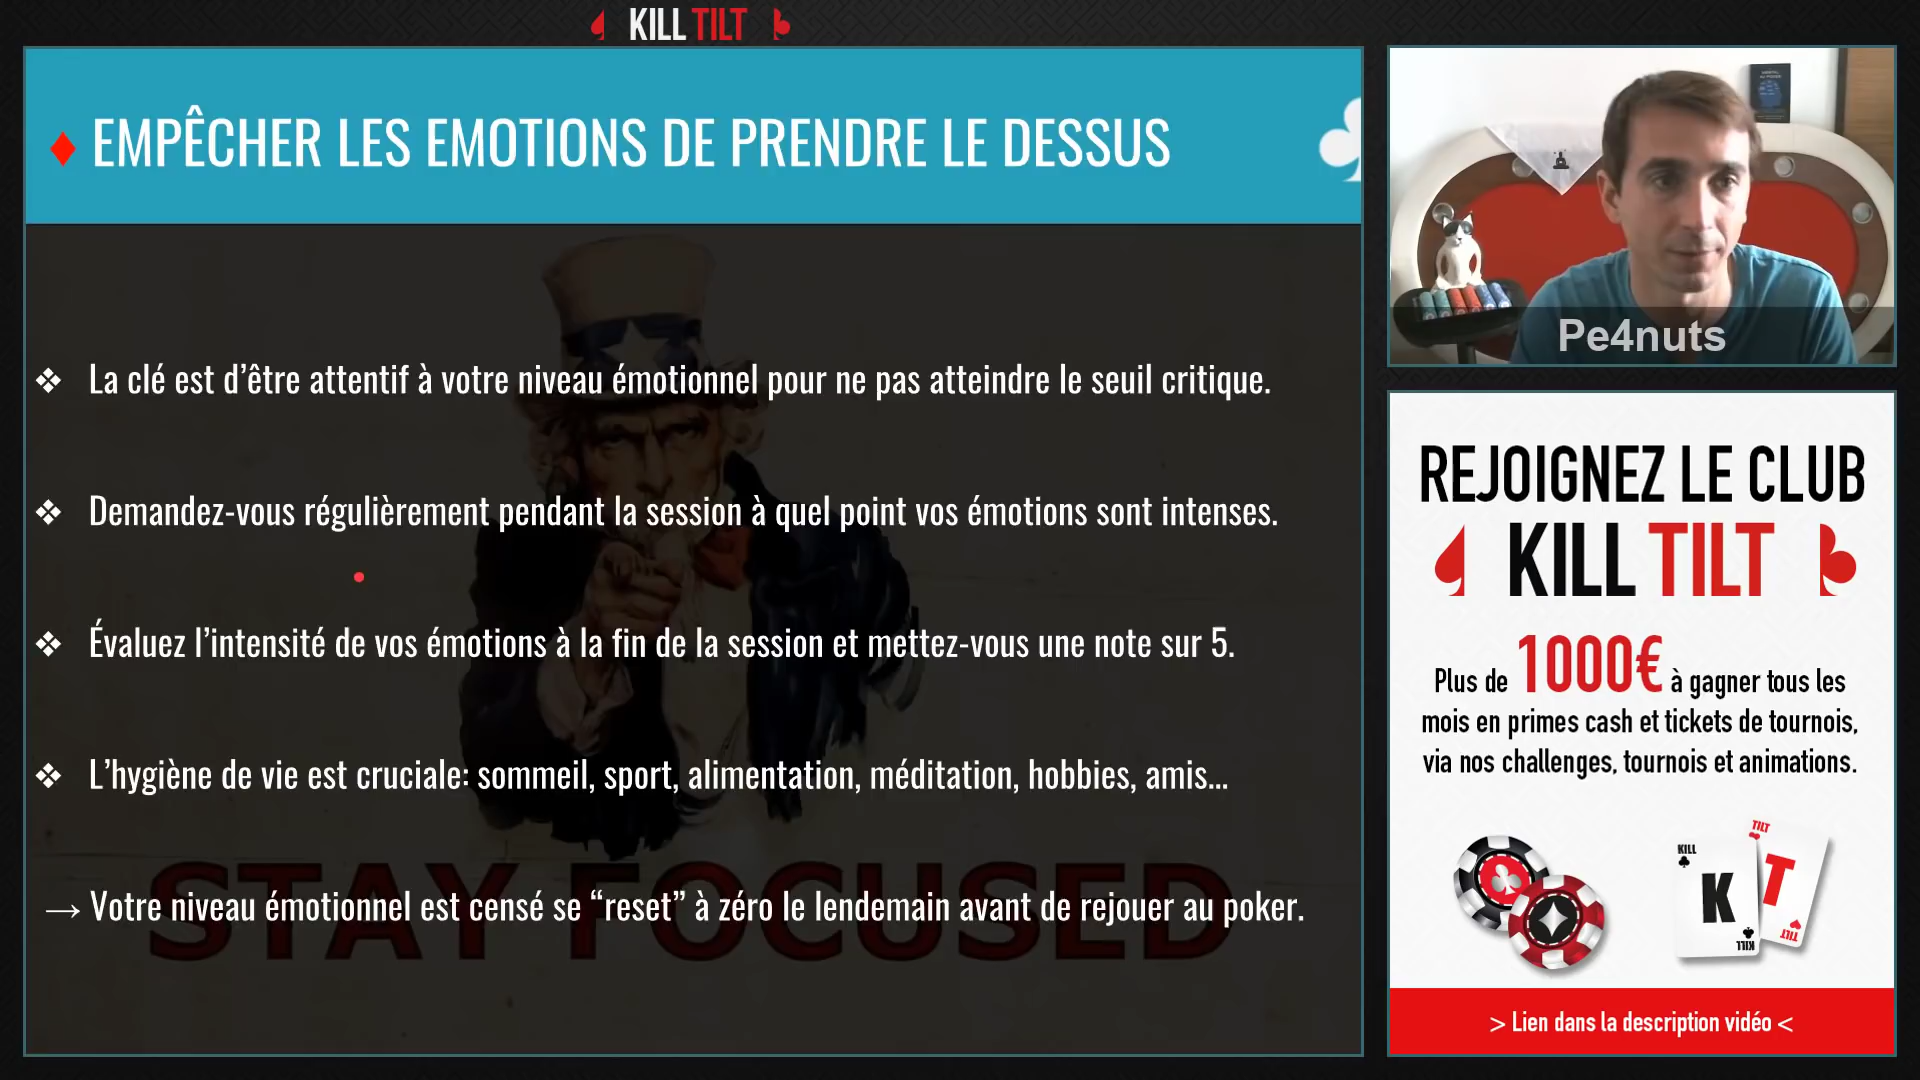 KILL TILT
♦ EMPÊCHER LES EMOTIONS DE PRENDRE LE DESSUS
❖ La clé est d’être attentif à votre niveau émotionnel pour ne pas atteindre le seuil critique.
❖ Demandez-vous régulièrement pendant la session à quel point vos émotions sont intenses.
❖ Évaluez l’intensité de vos émotions à la fin de la session et mettez-vous une note sur 5.
❖ L’hygiène de vie est cruciale: sommeil, sport, alimentation, méditation, hobbies, amis...
→ Votre niveau émotionnel est censé se “reset” à zéro le lendemain avant de rejouer au poker.
STAY FOCUSED
Pe4nuts
REJOIGNEZ LE CLUB
KILL TILT
Plus de 1000€ à gagner tous les
mois en primes cash et tickets de tournois,
via nos challenges, tournois et animations.
KILL
K
KILL
TILT
T
TILT
> Lien dans la description vidéo <